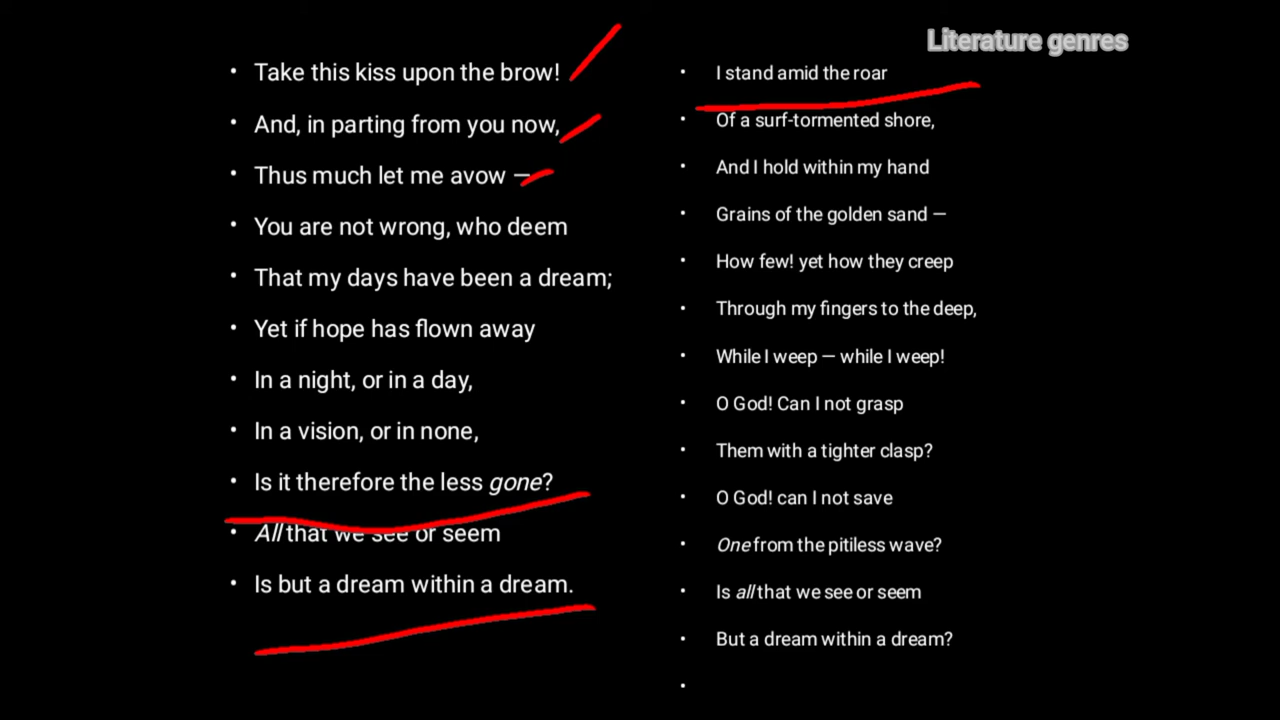 Literature genres
• Take this kiss upon the brow!
• And, in parting from you now,
• Thus much let me avow —
• You are not wrong, who deem
• That my days have been a dream;
• Yet if hope has flown away
• In a night, or in a day,
• In a vision, or in none,
• Is it therefore the less gone?
• All that we see or seem
• Is but a dream within a dream.
• I stand amid the roar
• Of a surf-tormented shore,
• And I hold within my hand
• Grains of the golden sand —
• How few! yet how they creep
• Through my fingers to the deep,
• While I weep — while I weep!
• O God! Can I not grasp
• Them with a tighter clasp?
• O God! can I not save
• One from the pitiless wave?
• Is all that we see or seem
• But a dream within a dream?
•